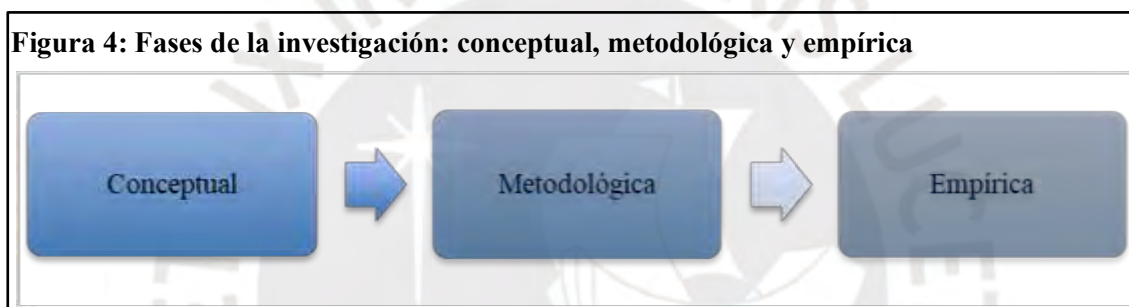 Figura 4: Fases de la investigación: conceptual, metodológica y empírica
Conceptual
Metodológica
Empírica